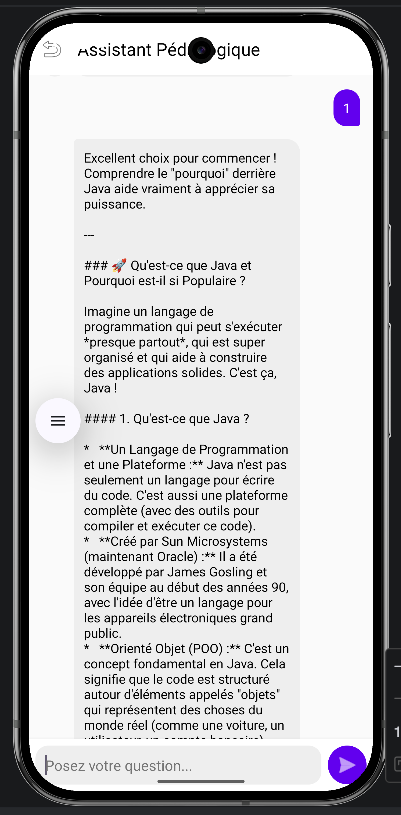 Assistant Péd gique
1
Excellent choix pour commencer !
Comprendre le "pourquoi" derrière
Java aide vraiment à apprécier sa
puissance.
---
### 🚀 Qu'est-ce que Java et
Pourquoi est-il si Populaire ?
Imagine un langage de
programmation qui peut s'exécuter
*presque partout*, qui est super
organisé et qui aide à construire
des applications solides. C'est ça,
Java !
#### 1. Qu'est-ce que Java ?
*   **Un Langage de Programmation
et une Plateforme :** Java n'est pas
seulement un langage pour écrire
du code. C'est aussi une plateforme
complète (avec des outils pour
compiler et exécuter ce code).
*   **Créé par Sun Microsystems
(maintenant Oracle) :** Il a été
développé par James Gosling et
son équipe au début des années 90,
avec l'idée d'être un langage pour
les appareils électroniques grand
public.
*   **Orienté Objet (POO) :** C'est un
concept fondamental en Java. Cela
signifie que le code est structuré
autour d'éléments appelés "objets"
qui représentent des choses du
monde réel (comme une voiture, un
utilisateur, un compte bancaire).
Posez votre question...
1